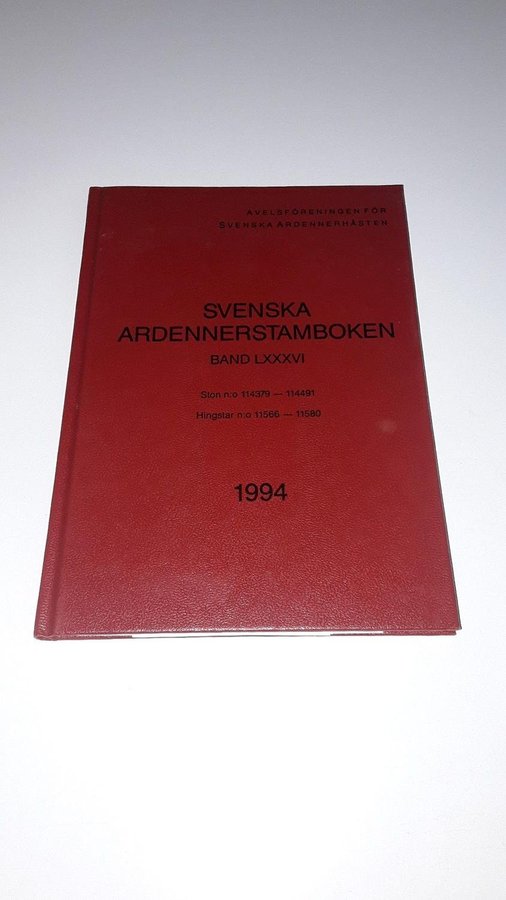 AVELSFÖRENINGEN FÖR
SVENSKA ARDENNERHÄSTEN
SVENSKA
ARDENNERSTAMBOKEN
BAND LXXXVI
Ston n:o 114379 — 114491
Hingstar n:o 11566 — 11580
1994